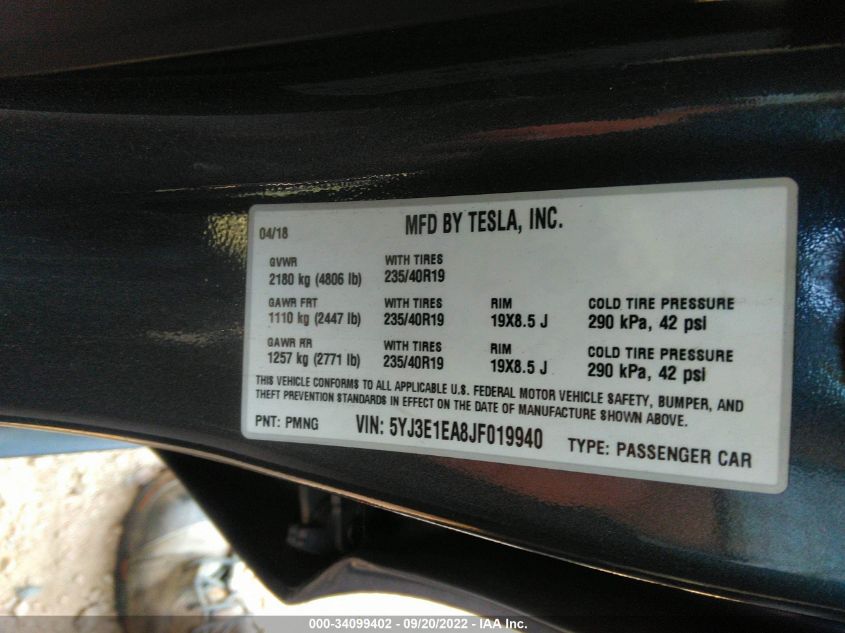 MFD BY TESLA, INC.
04/18
GVWR WITH TIRES
2180 kg (4806 lb) 235/40R19
GAWR FRT WITH TIRES RIM COLD TIRE PRESSURE
1110 kg (2447 lb) 235/40R19 19X8.5 J 290 kPa, 42 psi
GAWR RR WITH TIRES RIM COLD TIRE PRESSURE
1257 kg (2771 lb) 235/40R19 19X8.5 J 290 kPa, 42 psi
THIS VEHICLE CONFORMS TO ALL APPLICABLE U.S. FEDERAL MOTOR VEHICLE SAFETY, BUMPER, AND
THEFT PREVENTION STANDARDS IN EFFECT ON THE DATE OF MANUFACTURE SHOWN ABOVE.
PNT: PMNG VIN: 5YJ3E1EA8JF019940 TYPE: PASSENGER CAR
000-34099402 - 09/20/2022 - IAA Inc.